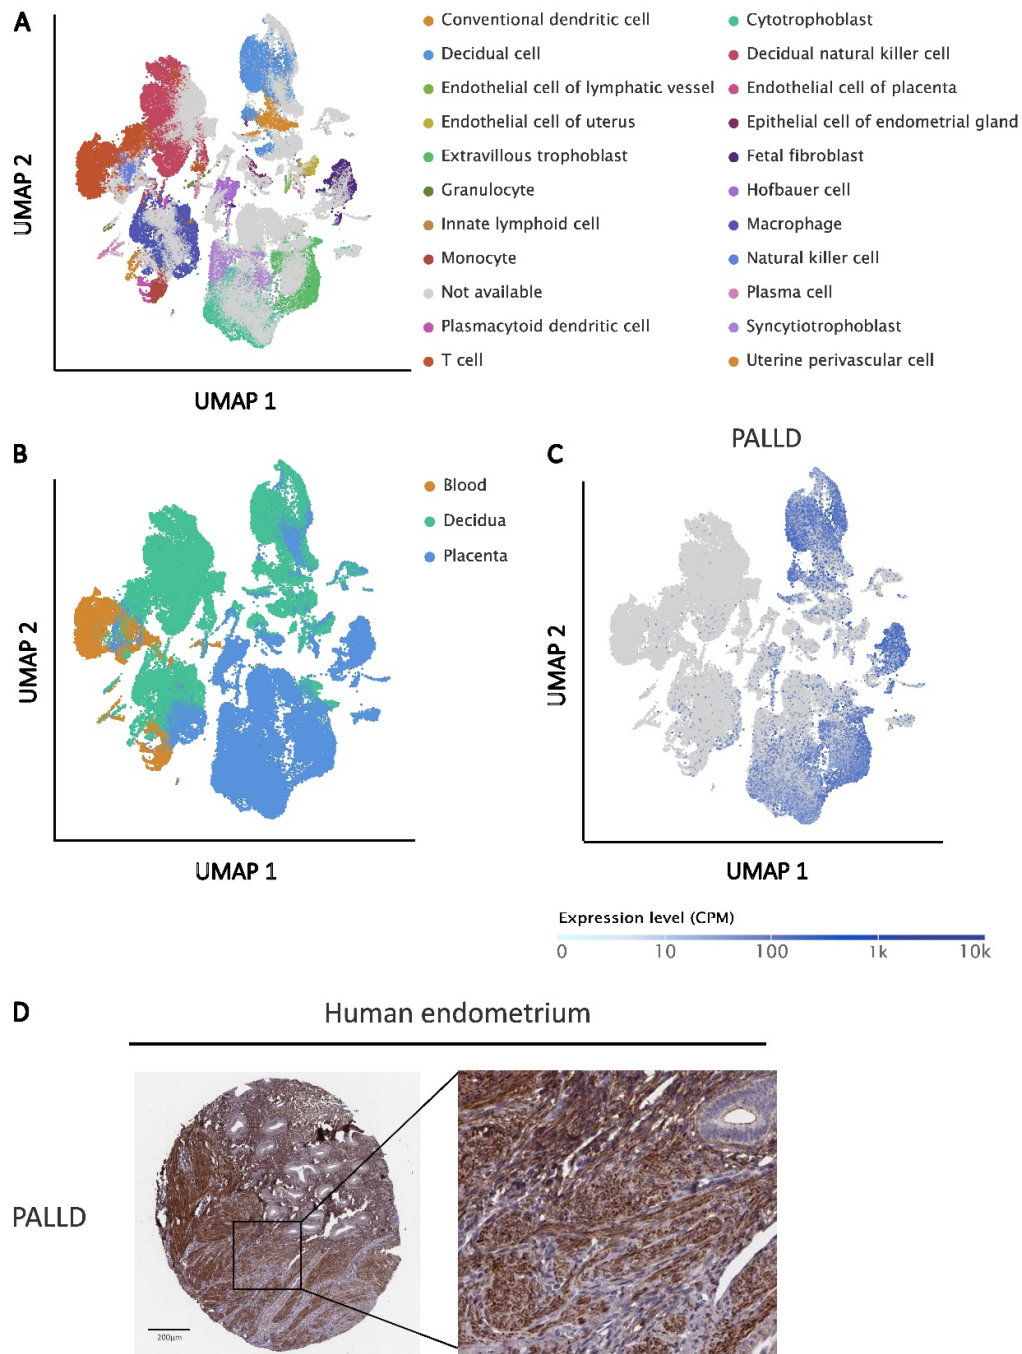 A
UMAP 2
UMAP 1
Conventional dendritic cell
Decidual cell
Endothelial cell of lymphatic vessel
Endothelial cell of uterus
Extravillous trophoblast
Granulocyte
Innate lymphoid cell
Monocyte
Not available
Plasmacytoid dendritic cell
T cell
Cytotrophoblast
Decidual natural killer cell
Endothelial cell of placenta
Epithelial cell of endometrial gland
Fetal fibroblast
Hofbauer cell
Macrophage
Natural killer cell
Plasma cell
Syncytiotrophoblast
Uterine perivascular cell
B
UMAP 2
UMAP 1
Blood
Decidua
Placenta
C
PALLD
UMAP 2
UMAP 1
Expression level (CPM)
0 10 100 1k 10k
D
Human endometrium
PALLD
200μm